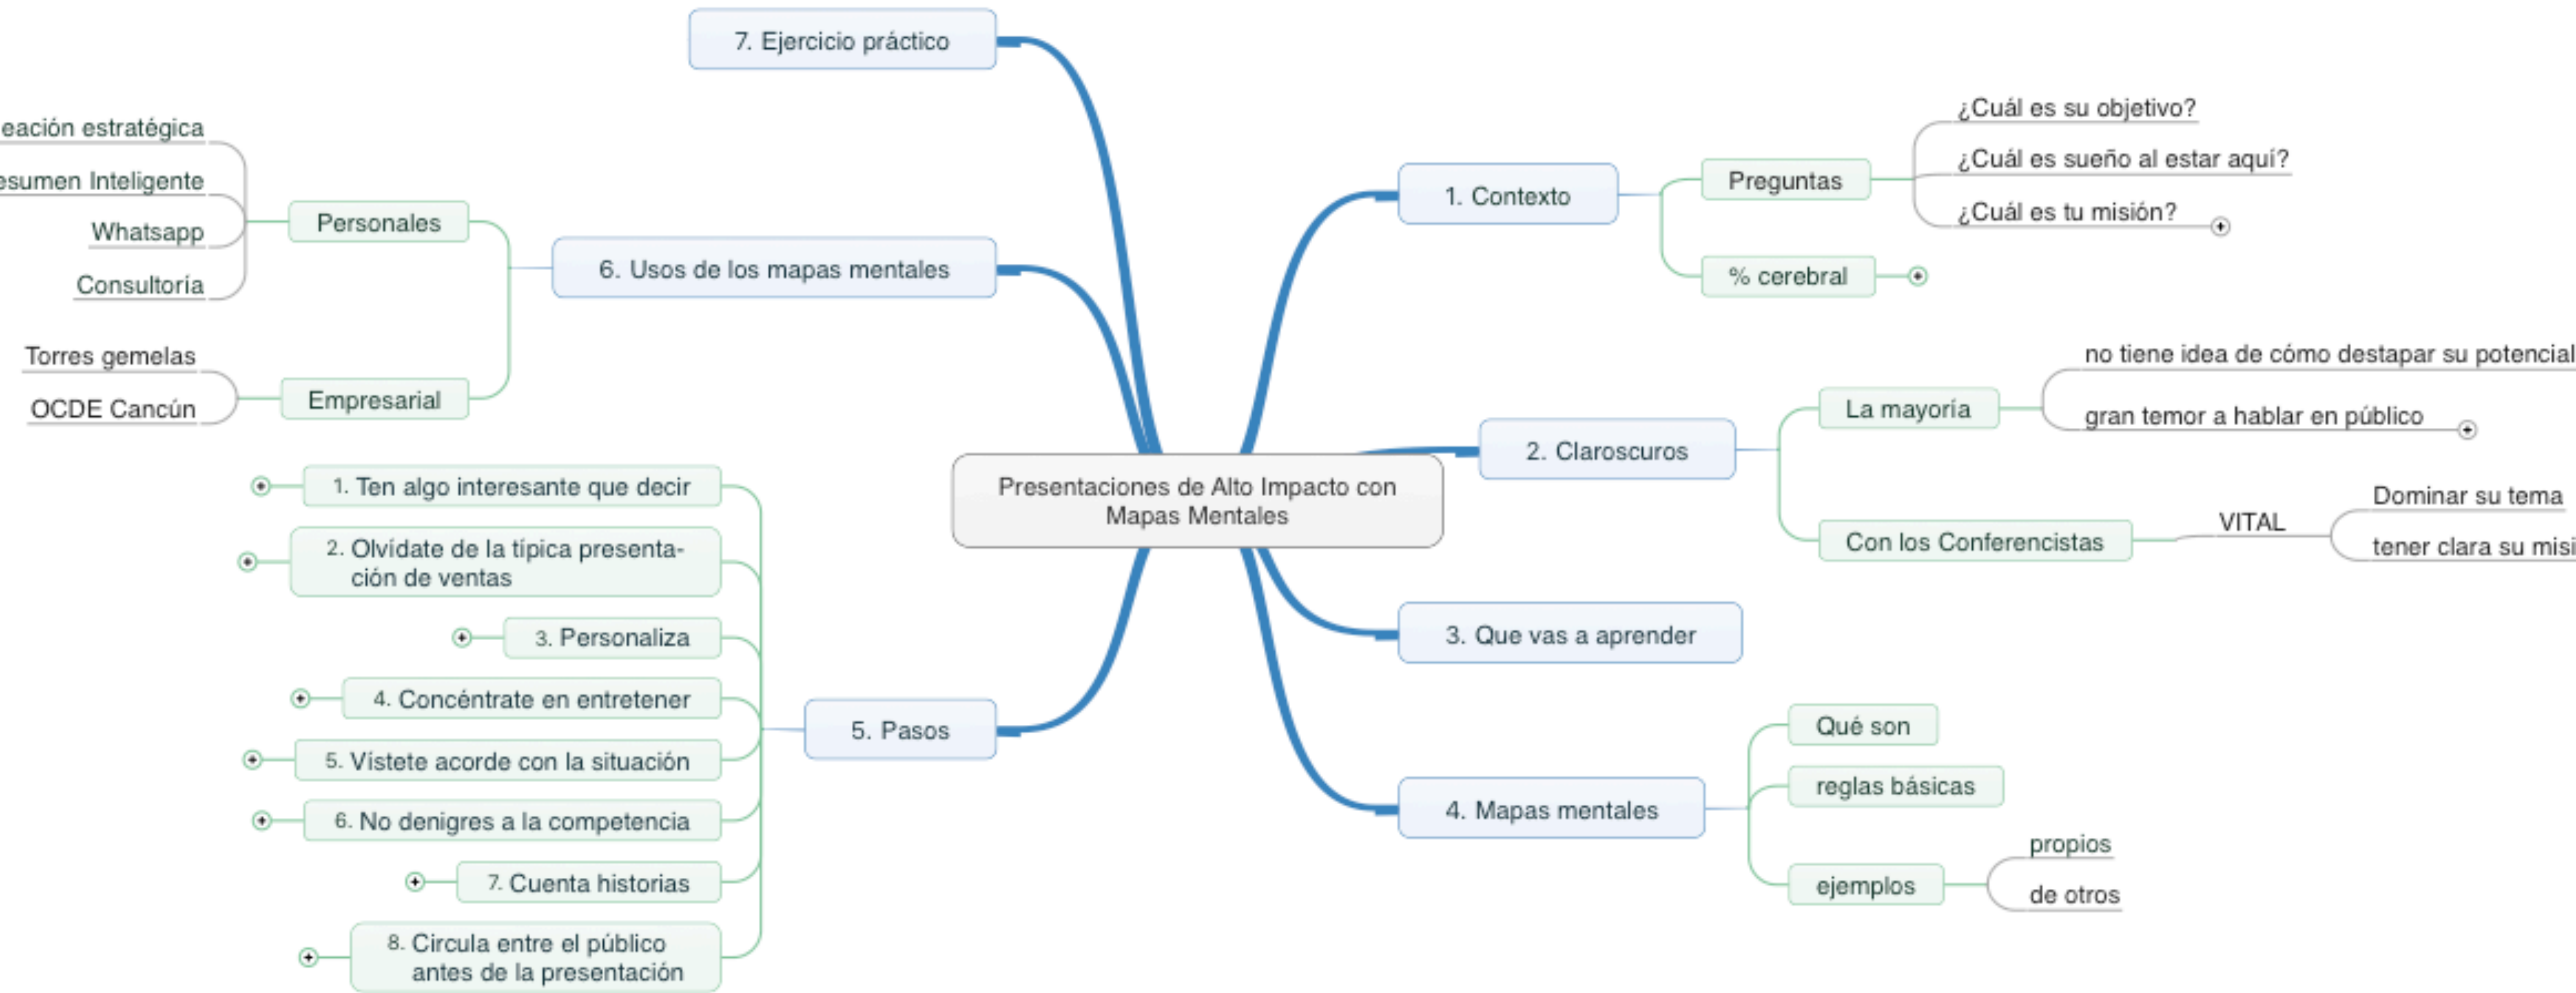 Presentaciones de Alto Impacto con
Mapas Mentales
1. Contexto
Preguntas
¿Cuál es su objetivo?
¿Cuál es sueño al estar aquí?
¿Cuál es tu misión?
% cerebral
2. Claroscuros
La mayoría
no tiene idea de cómo destapar su potencial
gran temor a hablar en público
Con los Conferencistas
VITAL
Dominar su tema
tener clara su misi
3. Que vas a aprender
4. Mapas mentales
Qué son
reglas básicas
ejemplos
propios
de otros
5. Pasos
1. Ten algo interesante que decir
2. Olvídate de la típica presenta-
ción de ventas
3. Personaliza
4. Concéntrate en entretener
5. Vístete acorde con la situación
6. No denigres a la competencia
7. Cuenta historias
8. Circula entre el público
antes de la presentación
6. Usos de los mapas mentales
Personales
eación estratégica
esumen Inteligente
Whatsapp
Consultoría
Empresarial
Torres gemelas
OCDE Cancún
7. Ejercicio práctico